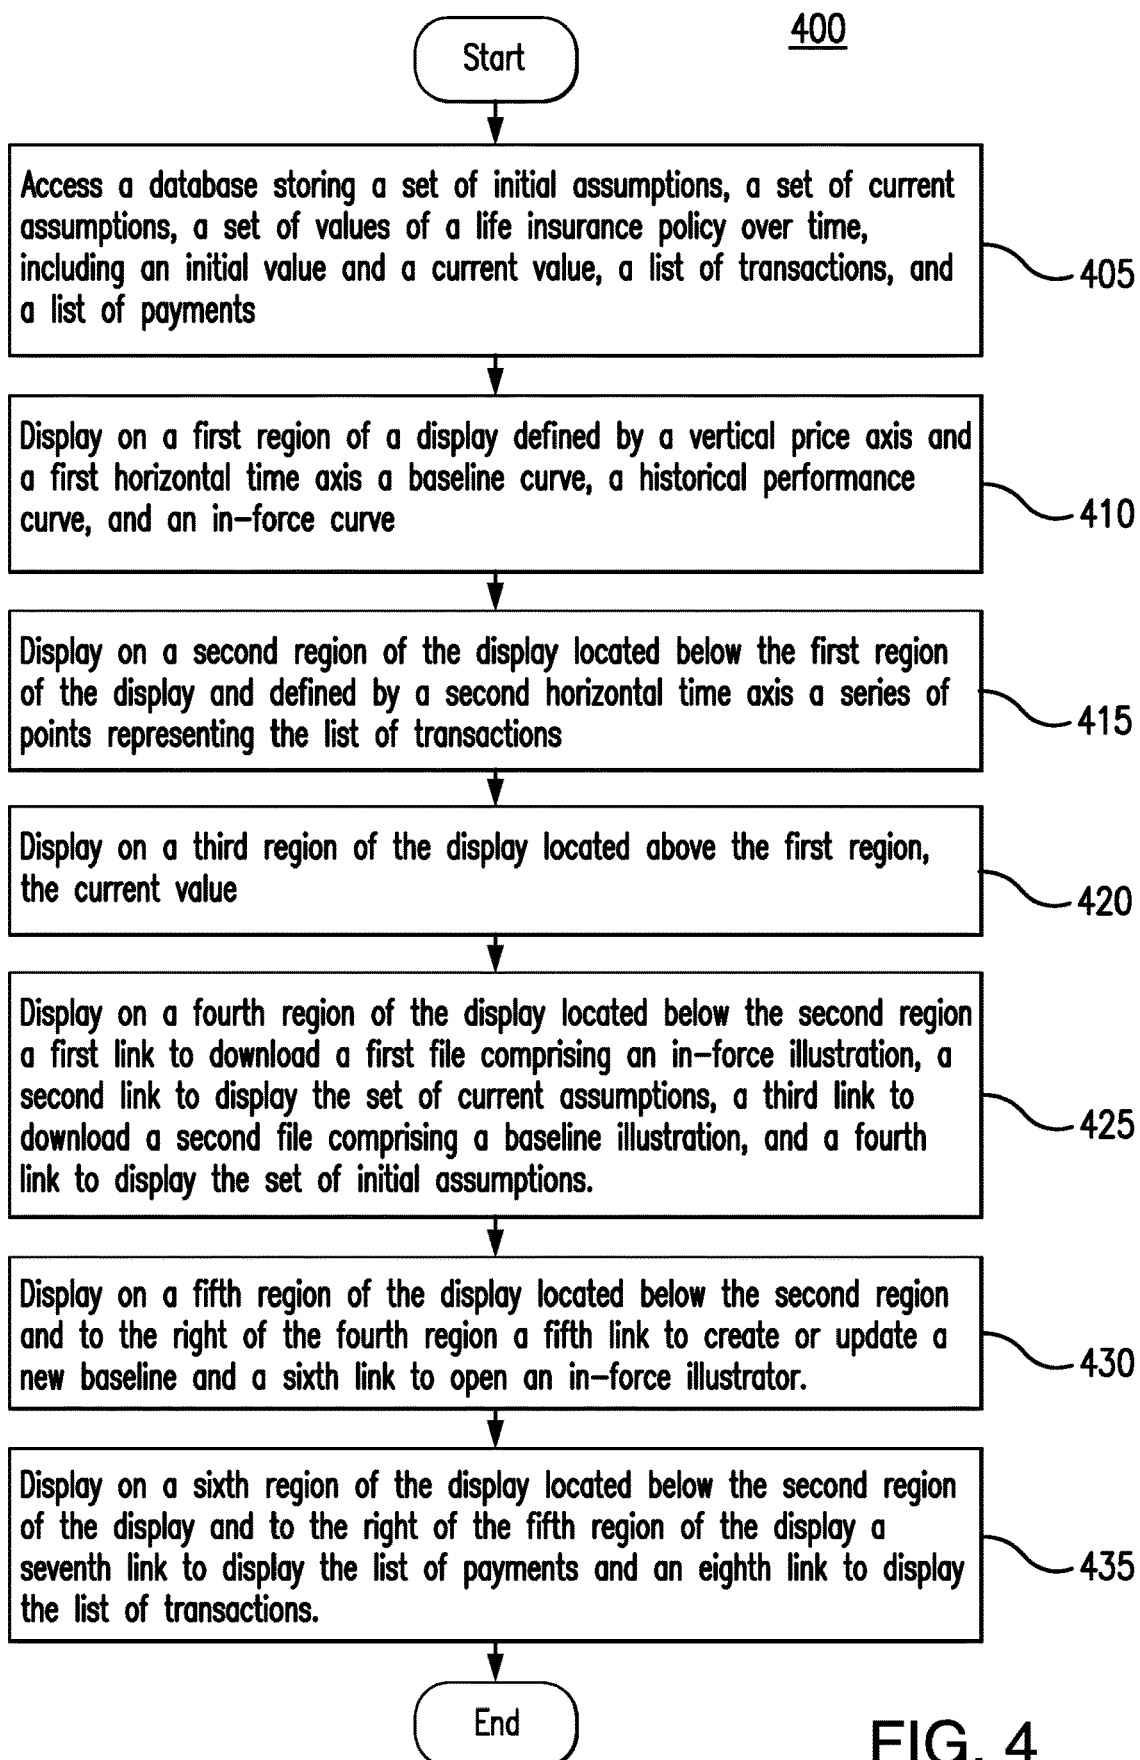 400
Start
Access a database storing a set of initial assumptions, a set of current
assumptions, a set of values of a life insurance policy over time,
including an initial value and a current value, a list of transactions, and
a list of payments
405
Display on a first region of a display defined by a vertical price axis and
a first horizontal time axis a baseline curve, a historical performance
curve, and an in-force curve
410
Display on a second region of the display located below the first region
of the display and defined by a second horizontal time axis a series of
points representing the list of transactions
415
Display on a third region of the display located above the first region,
the current value
420
Display on a fourth region of the display located below the second region
a first link to download a first file comprising an in-force illustration, a
second link to display the set of current assumptions, a third link to
download a second file comprising a baseline illustration, and a fourth
link to display the set of initial assumptions.
425
Display on a fifth region of the display located below the second region
and to the right of the fourth region a fifth link to create or update a
new baseline and a sixth link to open an in-force illustrator.
430
Display on a sixth region of the display located below the second region
of the display and to the right of the fifth region of the display a
seventh link to display the list of payments and an eighth link to display
the list of transactions.
435
End
FIG. 4